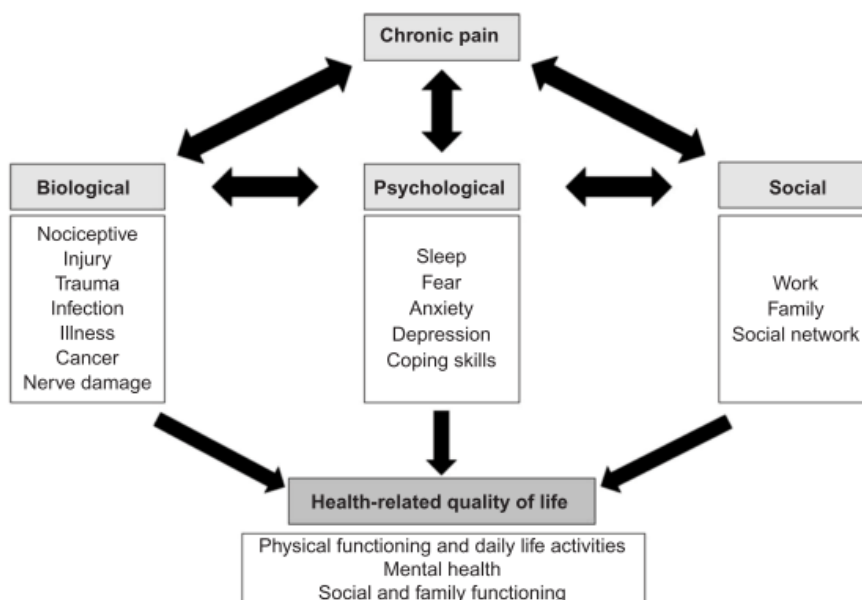 Chronic pain
Biological
Psychological
Social
Nociceptive
Injury
Trauma
Infection
Illness
Cancer
Nerve damage
Sleep
Fear
Anxiety
Depression
Coping skills
Work
Family
Social network
Health-related quality of life
Physical functioning and daily life activities
Mental health
Social and family functioning